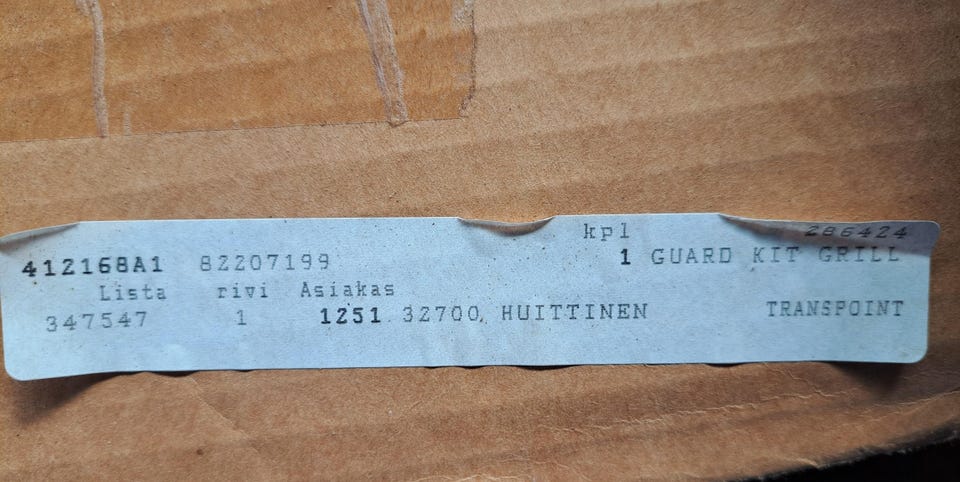 kpl 286424
412168A1 82207199 1 GUARD KIT GRILL
Lista rivi Asiakas
347547 1 1251 32700 HUITTINEN TRANSPOINT